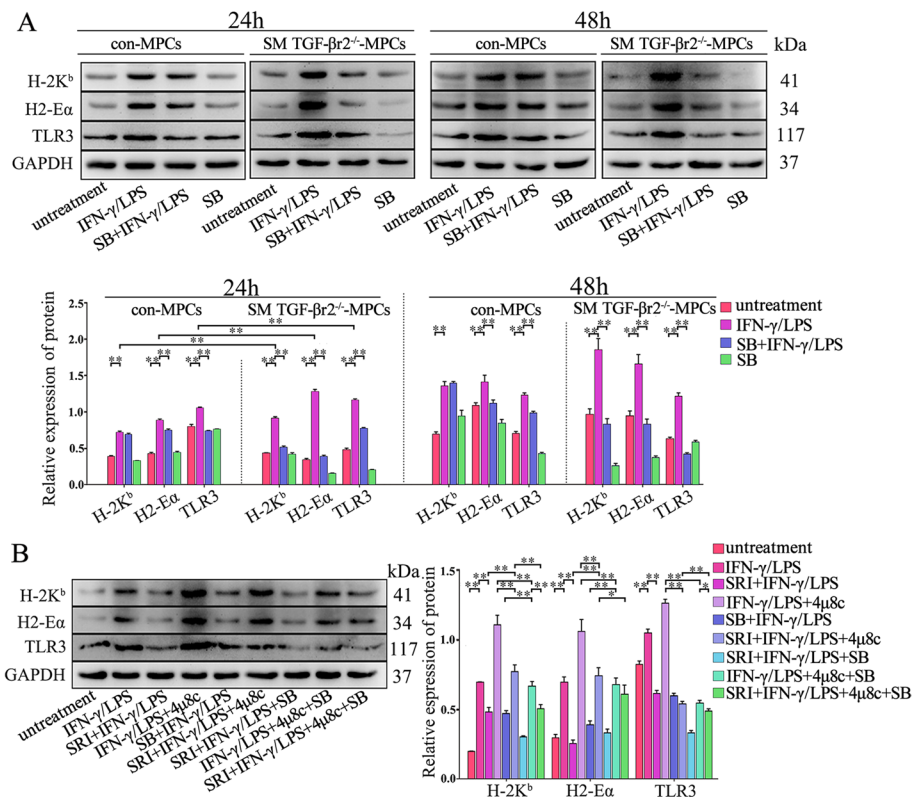 A
24h
48h
con-MPCs
SM TGF-βr2⁻/⁻-MPCs
con-MPCs
SM TGF-βr2⁻/⁻-MPCs
kDa
H-2Kᵇ
41
H2-Eα
34
TLR3
117
GAPDH
37
untreatment
IFN-γ/LPS
SB+IFN-γ/LPS
SB
untreatment
IFN-γ/LPS
SB+IFN-γ/LPS
SB
untreatment
IFN-γ/LPS
SB+IFN-γ/LPS
SB
untreatment
IFN-γ/LPS
SB+IFN-γ/LPS
SB
24h
48h
con-MPCs
SM TGF-βr2⁻/⁻-MPCs
con-MPCs
SM TGF-βr2⁻/⁻-MPCs
Relative expression of protein
2.5
2.0
1.5
1.0
0.5
0.0
**
**
**
** ** ** ** **
** ** ** ** **
** ** ** ** **
** ** ** ** ** **
H-2Kᵇ
H2-Eα
TLR3
H-2Kᵇ
H2-Eα
TLR3
H-2Kᵇ
H2-Eα
TLR3
H-2Kᵇ
H2-Eα
TLR3
untreatment
IFN-γ/LPS
SB+IFN-γ/LPS
SB
B
kDa
H-2Kᵇ
41
H2-Eα
34
TLR3
117
GAPDH
37
untreatment
IFN-γ/LPS
SRI+IFN-γ/LPS
IFN-γ/LPS+4μ8c
SB+IFN-γ/LPS
SRI+IFN-γ/LPS+4μ8c
SRI+IFN-γ/LPS+SB
IFN-γ/LPS+4μ8c+SB
SRI+IFN-γ/LPS+4μ8c+SB
Relative expression of protein
1.5
1.0
0.5
0.0
H-2Kᵇ
H2-Eα
TLR3
untreatment
IFN-γ/LPS
SRI+IFN-γ/LPS
IFN-γ/LPS+4μ8c
SB+IFN-γ/LPS
SRI+IFN-γ/LPS+4μ8c
SRI+IFN-γ/LPS+SB
IFN-γ/LPS+4μ8c+SB
SRI+IFN-γ/LPS+4μ8c+SB